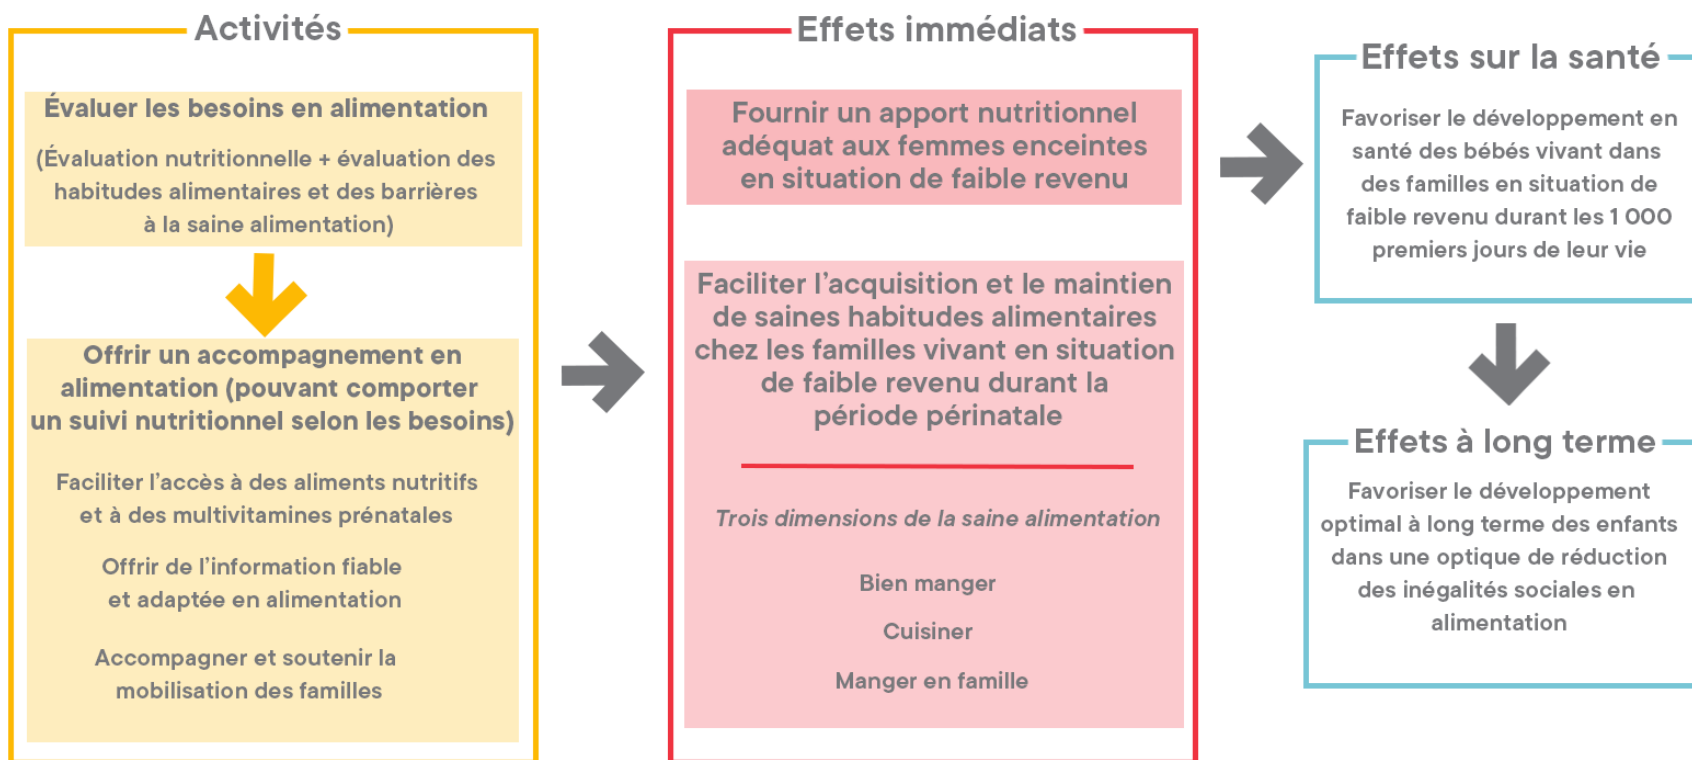 Activités
Évaluer les besoins en alimentation
(Évaluation nutritionnelle + évaluation des
habitudes alimentaires et des barrières
à la saine alimentation)
Offrir un accompagnement en
alimentation (pouvant comporter
un suivi nutritionnel selon les besoins)
Faciliter l’accès à des aliments nutritifs
et à des multivitamines prénatales
Offrir de l’information fiable
et adaptée en alimentation
Accompagner et soutenir la
mobilisation des familles
Effets immédiats
Fournir un apport nutritionnel
adéquat aux femmes enceintes
en situation de faible revenu
Faciliter l’acquisition et le maintien
de saines habitudes alimentaires
chez les familles vivant en situation
de faible revenu durant la
période périnatale
Trois dimensions de la saine alimentation
Bien manger
Cuisiner
Manger en famille
Effets sur la santé
Favoriser le développement en
santé des bébés vivant dans
des familles en situation de
faible revenu durant les 1 000
premiers jours de leur vie
Effets à long terme
Favoriser le développement
optimal à long terme des enfants
dans une optique de réduction
des inégalités sociales en
alimentation